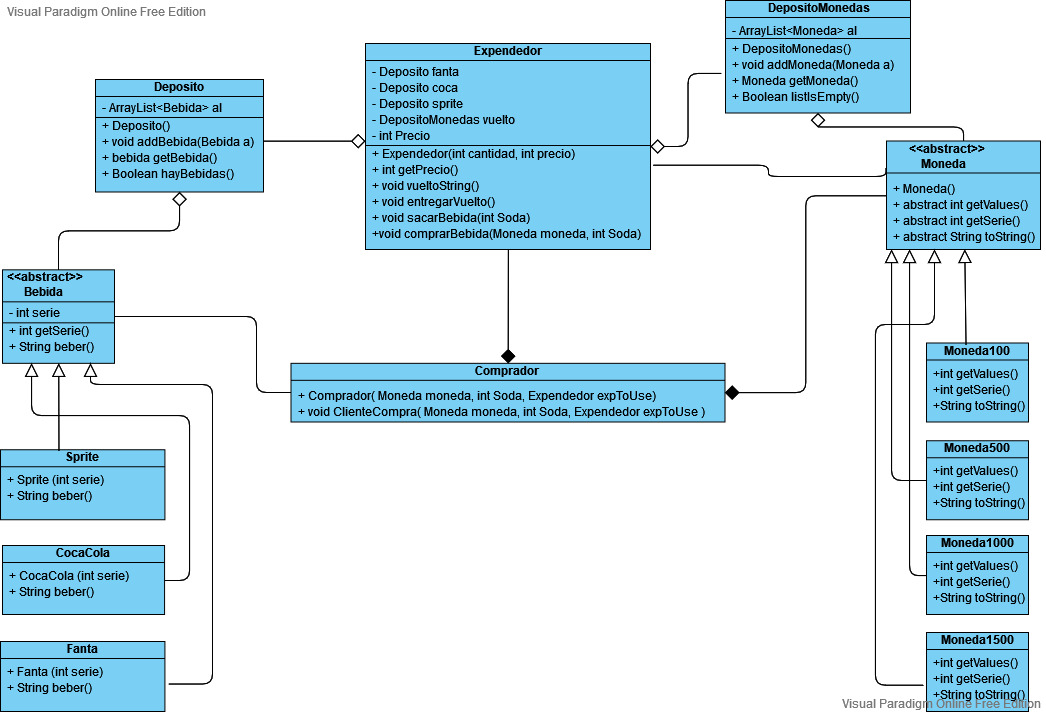 Visual Paradigm Online Free Edition
DepositoMonedas
- ArrayList<Moneda> al
+ DepositoMonedas()
+ void addMoneda(Moneda a)
+ Moneda getMoneda()
+ Boolean listIsEmpty()
Expendedor
- Deposito fanta
- Deposito coca
- Deposito sprite
- DepositoMonedas vuelto
- int Precio
+ Expendedor(int cantidad, int precio)
+ int getPrecio()
+ void vueltoString()
+ void entregarVuelto()
+ void sacarBebida(int Soda)
+void comprarBebida(Moneda moneda, int Soda)
Deposito
- ArrayList<Bebida> al
+ Deposito()
+ void addBebida(Bebida a)
+ bebida getBebida()
+ Boolean hayBebidas()
<<abstract>>
Moneda
+ Moneda()
+ abstract int getValues()
+ abstract int getSerie()
+ abstract String toString()
<<abstract>>
Bebida
- int serie
+ int getSerie()
+ String beber()
Comprador
+ Comprador( Moneda moneda, int Soda, Expendedor expToUse)
+ void ClienteCompra( Moneda moneda, int Soda, Expendedor expToUse )
Moneda100
+int getValues()
+int getSerie()
+String toString()
Sprite
+ Sprite (int serie)
+ String beber()
Moneda500
+int getValues()
+int getSerie()
+String toString()
CocaCola
+ CocaCola (int serie)
+ String beber()
Moneda1000
+int getValues()
+int getSerie()
+String toString()
Fanta
+ Fanta (int serie)
+ String beber()
Moneda1500
+int getValues()
+int getSerie()
+String toString()
Visual Paradigm Online Free Edition